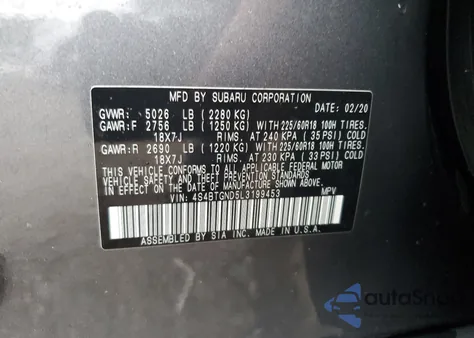 MFD. BY SUBARU CORPORATION DATE: 02/20
GVWR: 5026 LB (2280 KG)
GAWR:F 2756 LB (1250 KG) WITH 225/60R18 100H TIRES.
18X7J RIMS, AT 240 KPA (35 PSI) COLD
GAWR:R 2690 LB (1220 KG) WITH 225/60R18 100H TIRES.
18X7J RIMS, AT 230 KPA (33 PSI) COLD
THIS VEHICLE CONFORMS TO ALL APPLICABLE FEDERAL MOTOR
VEHICLE SAFETY, BUMPER, AND THEFT PREVENTION STANDARDS
IN EFFECT ON THE DATE OF MANUFACTURE SHOWN ABOVE.
VIN: 4S4BTGND5L3199453 MPV
ASSEMBLED BY SIA INC. MADE IN U.S.A.